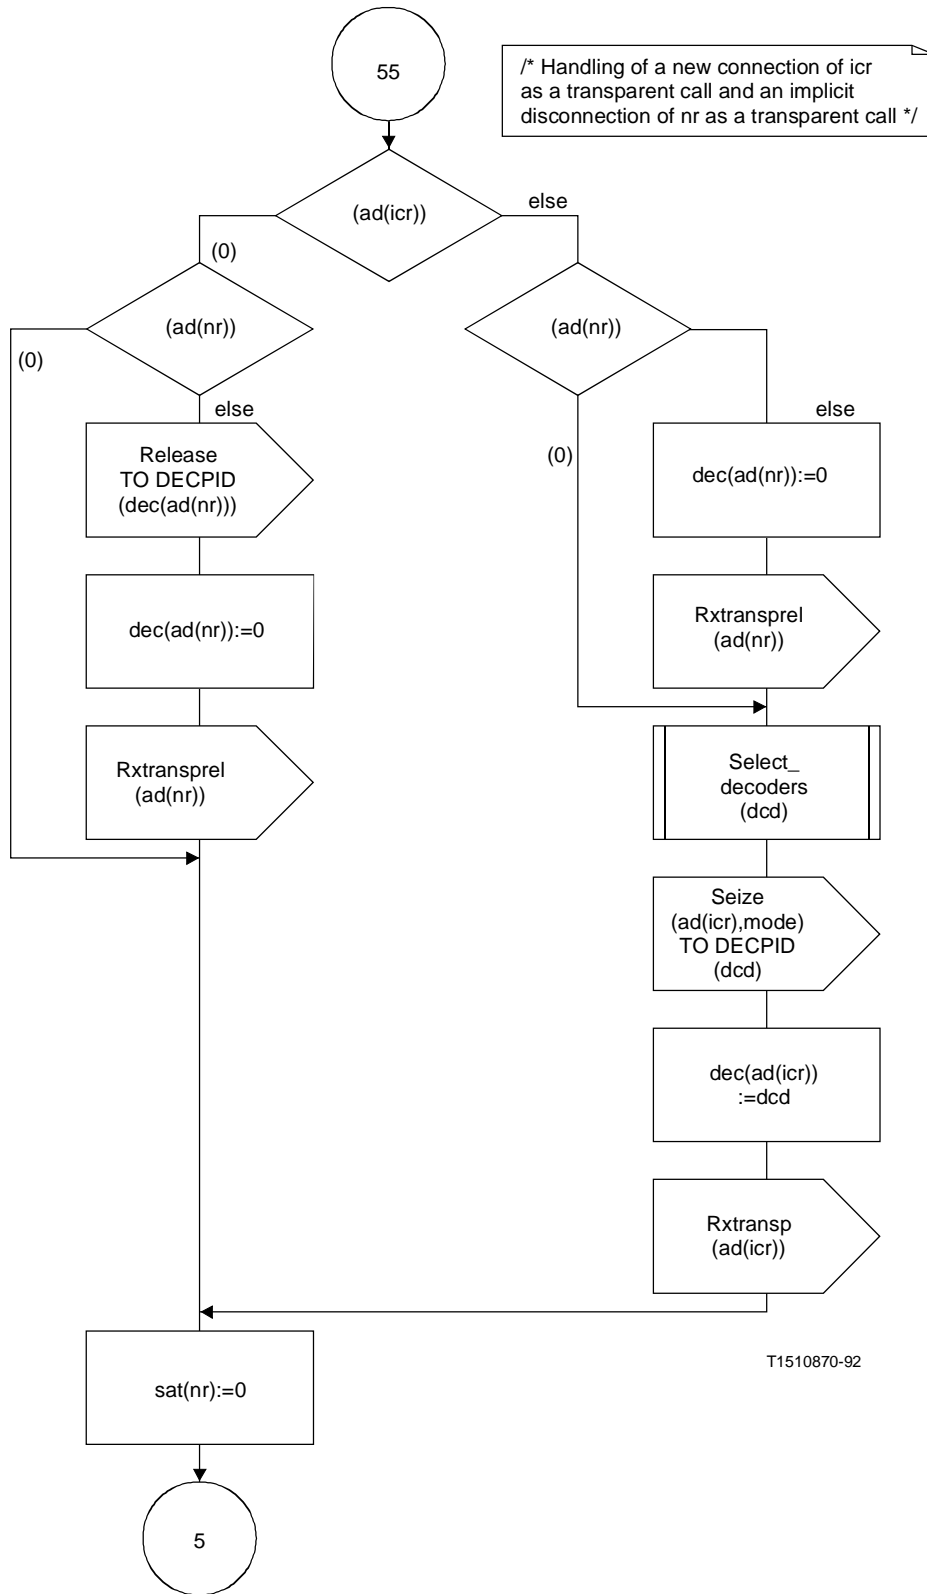 55
/* Handling of a new connection of icr
as a transparent call and an implicit
disconnection of nr as a transparent call */
(ad(icr))
else
(0)
(ad(nr))
(ad(nr))
(0)
else
else
Release
TO DECPID
(dec(ad(nr)))
(0)
dec(ad(nr)):=0
dec(ad(nr)):=0
Rxtransprel
(ad(nr))
Rxtransprel
(ad(nr))
Select_
decoders
(dcd)
Seize
(ad(icr),mode)
TO DECPID
(dcd)
dec(ad(icr))
:=dcd
Rxtransp
(ad(icr))
T1510870-92
sat(nr):=0
5